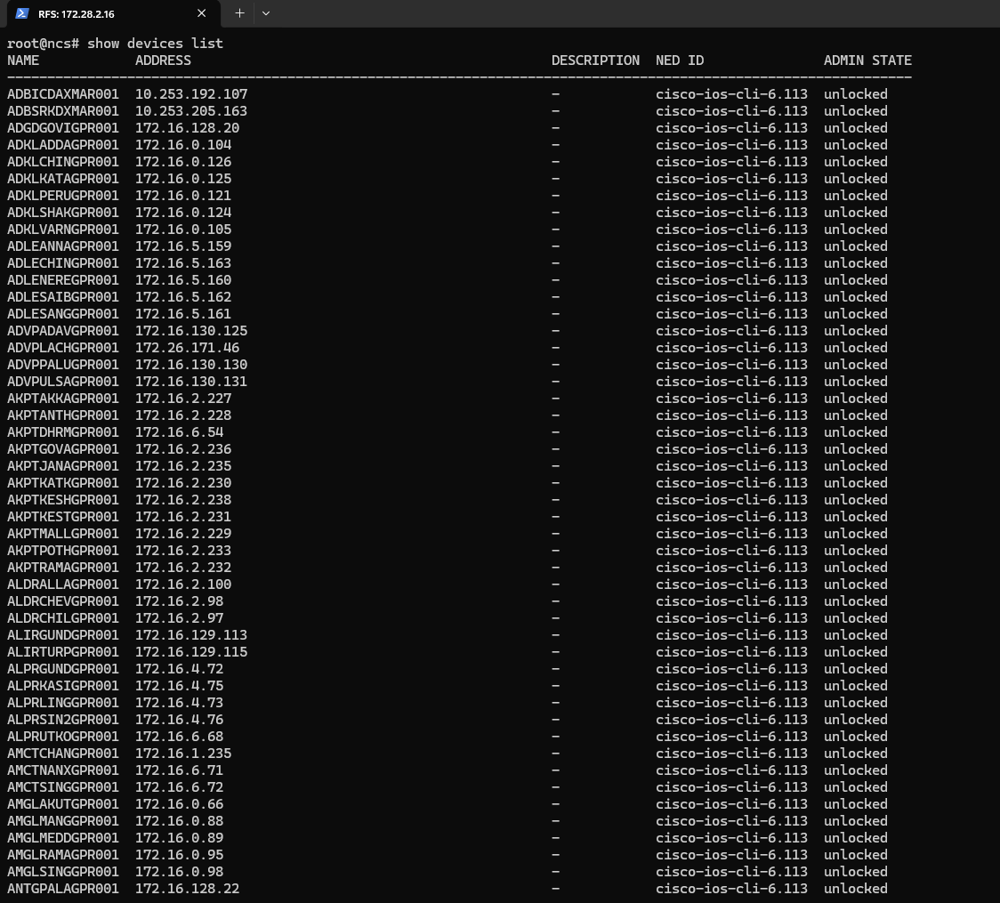 RFS: 172.28.2.16
root@ncs# show devices list
NAME ADDRESS DESCRIPTION NED ID ADMIN STATE
----------------------------------------------------------------------------------------------------------------
ADBICDAXMAR001 10.253.192.107 - cisco-ios-cli-6.113 unlocked
ADBSRKDXMAR001 10.253.205.163 - cisco-ios-cli-6.113 unlocked
ADGDGOVIGPR001 172.16.128.20 - cisco-ios-cli-6.113 unlocked
ADKLADDAGPR001 172.16.0.104 - cisco-ios-cli-6.113 unlocked
ADKLCHINGPR001 172.16.0.126 - cisco-ios-cli-6.113 unlocked
ADKLKATAGPR001 172.16.0.125 - cisco-ios-cli-6.113 unlocked
ADKLPERUGPR001 172.16.0.121 - cisco-ios-cli-6.113 unlocked
ADKLSHAKGPR001 172.16.0.124 - cisco-ios-cli-6.113 unlocked
ADKLVARNGPR001 172.16.0.105 - cisco-ios-cli-6.113 unlocked
ADLEANNAGPR001 172.16.5.159 - cisco-ios-cli-6.113 unlocked
ADLECHINGPR001 172.16.5.163 - cisco-ios-cli-6.113 unlocked
ADLENEREGPR001 172.16.5.160 - cisco-ios-cli-6.113 unlocked
ADLESAIBGPR001 172.16.5.162 - cisco-ios-cli-6.113 unlocked
ADLESANGGPR001 172.16.5.161 - cisco-ios-cli-6.113 unlocked
ADVPADAVGPR001 172.16.130.125 - cisco-ios-cli-6.113 unlocked
ADVPLACHGPR001 172.26.171.46 - cisco-ios-cli-6.113 unlocked
ADVPPALUGPR001 172.16.130.130 - cisco-ios-cli-6.113 unlocked
ADVPULSAGPR001 172.16.130.131 - cisco-ios-cli-6.113 unlocked
AKPTAKKAGPR001 172.16.2.227 - cisco-ios-cli-6.113 unlocked
AKPTANTHGPR001 172.16.2.228 - cisco-ios-cli-6.113 unlocked
AKPTDHRMGPR001 172.16.6.54 - cisco-ios-cli-6.113 unlocked
AKPTGOVAGPR001 172.16.2.236 - cisco-ios-cli-6.113 unlocked
AKPTJANAGPR001 172.16.2.235 - cisco-ios-cli-6.113 unlocked
AKPTKATKGPR001 172.16.2.230 - cisco-ios-cli-6.113 unlocked
AKPTKESHGPR001 172.16.2.238 - cisco-ios-cli-6.113 unlocked
AKPTKESTGPR001 172.16.2.231 - cisco-ios-cli-6.113 unlocked
AKPTMALLGPR001 172.16.2.229 - cisco-ios-cli-6.113 unlocked
AKPTPOTHGPR001 172.16.2.233 - cisco-ios-cli-6.113 unlocked
AKPTRAMAGPR001 172.16.2.232 - cisco-ios-cli-6.113 unlocked
ALDRALLAGPR001 172.16.2.100 - cisco-ios-cli-6.113 unlocked
ALDRCHEVGPR001 172.16.2.98 - cisco-ios-cli-6.113 unlocked
ALDRCHILGPR001 172.16.2.97 - cisco-ios-cli-6.113 unlocked
ALIRGUNDGPR001 172.16.129.113 - cisco-ios-cli-6.113 unlocked
ALIRTURPGPR001 172.16.129.115 - cisco-ios-cli-6.113 unlocked
ALPRGUNDGPR001 172.16.4.72 - cisco-ios-cli-6.113 unlocked
ALPRKASIGPR001 172.16.4.75 - cisco-ios-cli-6.113 unlocked
ALPRLINGGPR001 172.16.4.73 - cisco-ios-cli-6.113 unlocked
ALPRSIN2GPR001 172.16.4.76 - cisco-ios-cli-6.113 unlocked
ALPRUTKOGPR001 172.16.6.68 - cisco-ios-cli-6.113 unlocked
AMCTCHANGPR001 172.16.1.235 - cisco-ios-cli-6.113 unlocked
AMCTNANXGPR001 172.16.6.71 - cisco-ios-cli-6.113 unlocked
AMCTSINGGPR001 172.16.6.72 - cisco-ios-cli-6.113 unlocked
AMGLAKUTGPR001 172.16.0.66 - cisco-ios-cli-6.113 unlocked
AMGLMANGGPR001 172.16.0.88 - cisco-ios-cli-6.113 unlocked
AMGLMEDDGPR001 172.16.0.89 - cisco-ios-cli-6.113 unlocked
AMGLRAMAGPR001 172.16.0.95 - cisco-ios-cli-6.113 unlocked
AMGLSINGGPR001 172.16.0.98 - cisco-ios-cli-6.113 unlocked
ANTGPALAGPR001 172.16.128.22 - cisco-ios-cli-6.113 unlocked